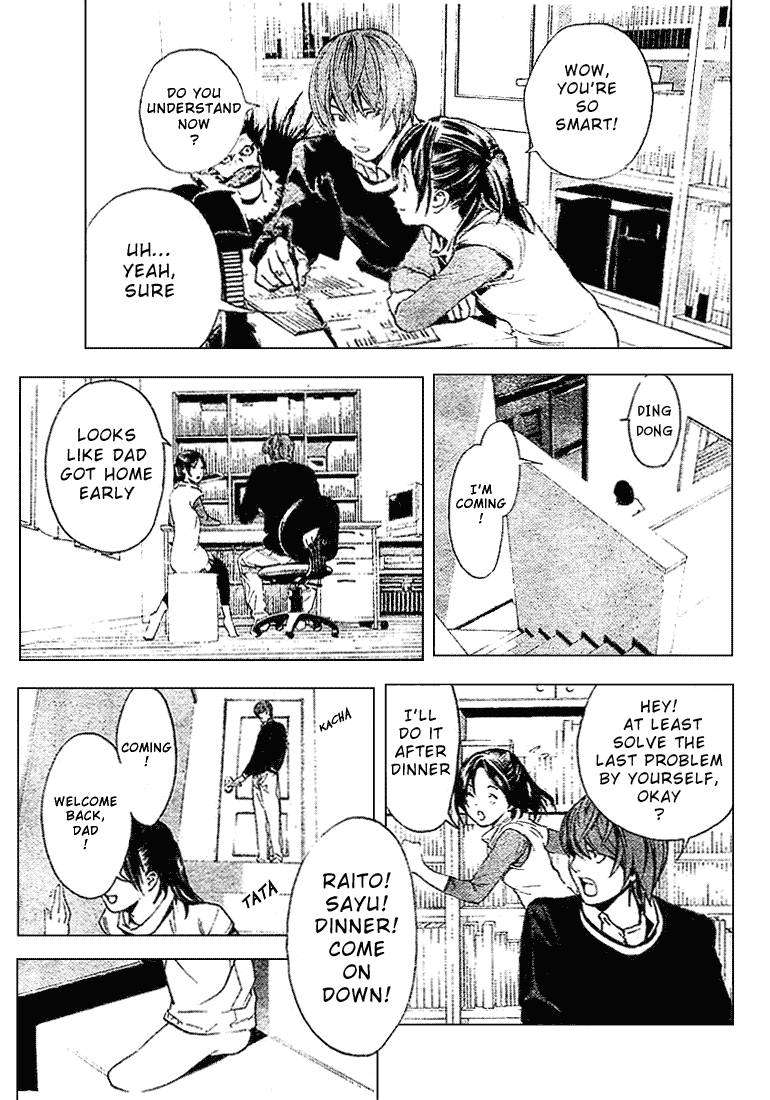 WOW,
YOU'RE
SO
SMART!
DO YOU
UNDERSTAND
NOW
?
UH...
YEAH,
SURE
DING
DONG
I'M
COMING
!
LOOKS
LIKE DAD
GOT HOME
EARLY
HEY!
AT LEAST
SOLVE THE
LAST PROBLEM
BY YOURSELF,
OKAY
?
I'LL
DO IT
AFTER
DINNER
RAITO!
SAYU!
DINNER!
COME
ON
DOWN!
KACHA
COMING
!
TATA
WELCOME
BACK,
DAD
!